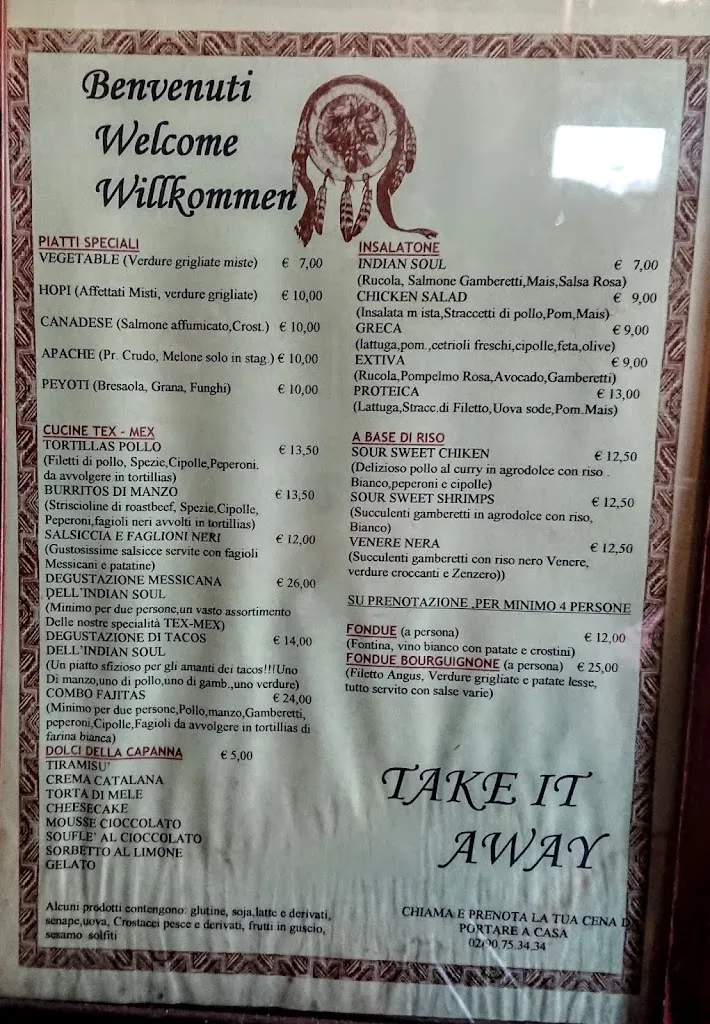 Benvenuti
Welcome
Willkommen
PIATTI SPECIALI
VEGETABLE (Verdure grigliate miste) € 7,00
HOPI (Affettati Misti, verdure grigliate) € 10,00
CANADESE (Salmone affumicato,Crost.) € 10,00
APACHE (Pr. Crudo, Melone solo in stag.) € 10,00
PEYOTI (Bresaola, Grana, Funghi) € 10,00
CUCINE TEX - MEX
TORTILLAS POLLO € 13,50
(Filetti di pollo, Spezie,Cipolle,Peperoni.
da avvolgere in tortillias)
BURRITOS DI MANZO € 13,50
(Striscioline di roastbeef, Spezie,Cipolle,
Peperoni,fagioli neri avvolti in tortillias)
SALSICCIA E FAGLIONI NERI € 12,00
(Gustosissime salsicce servite con fagioli
Messicani e patatine)
DEGUSTAZIONE MESSICANA € 26,00
DELL'INDIAN SOUL
(Minimo per due persone,un vasto assortimento
Delle nostre specialità TEX-MEX)
DEGUSTAZIONE DI TACOS € 14,00
DELL'INDIAN SOUL
(Un piatto sfizioso per gli amanti dei tacos!!!Uno
Di manzo,uno di pollo,uno di gamb.,uno verdure)
COMBO FAJITAS € 24,00
(Minimo per due persone,Pollo,manzo,Gamberetti,
peperoni,Cipolle,Fagioli da avvolgere in tortillias di
farina bianca)
DOLCI DELLA CAPANNA € 5,00
TIRAMISU'
CREMA CATALANA
TORTA DI MELE
CHEESECAKE
MOUSSE CIOCCOLATO
SOUFLE' AL CIOCCOLATO
SORBETTO AL LIMONE
GELATO
Alcuni prodotti contengono: glutine, soja,latte e derivati,
senape,uova, Crostacei pesce e derivati, frutti in guscio,
sesamo solfiti
INSALATONE
INDIAN SOUL € 7,00
(Rucola, Salmone Gamberetti,Mais,Salsa Rosa)
CHICKEN SALAD € 9,00
(Insalata m ista,Straccetti di pollo,Pom,Mais)
GRECA € 9,00
(lattuga,pom.,cetrioli freschi,cipolle,feta,olive)
EXTIVA € 9,00
(Rucola,Pompelmo Rosa,Avocado,Gamberetti)
PROTEICA € 13,00
(Lattuga,Stracc.di Filetto,Uova sode,Pom.Mais)
A BASE DI RISO
SOUR SWEET CHIKEN € 12,50
(Delizioso pollo al curry in agrodolce con riso
Bianco,peperoni e cipolle)
SOUR SWEET SHRIMPS € 12,50
(Succulenti gamberetti in agrodolce con riso,
Bianco)
VENERE NERA € 12,50
(Succulenti gamberetti con riso nero Venere,
verdure croccanti e Zenzero))
SU PRENOTAZIONE ,PER MINIMO 4 PERSONE
FONDUE (a persona) € 12,00
(Fontina, vino bianco con patate e crostini)
FONDUE BOURGUIGNONE (a persona) € 25,00
(Filetto Angus, Verdure grigliate e patate lesse,
tutto servito con salse varie)
TAKE IT
AWAY
CHIAMA E PRENOTA LA TUA CENA D
PORTARE A CASA
02/90.75.34.34